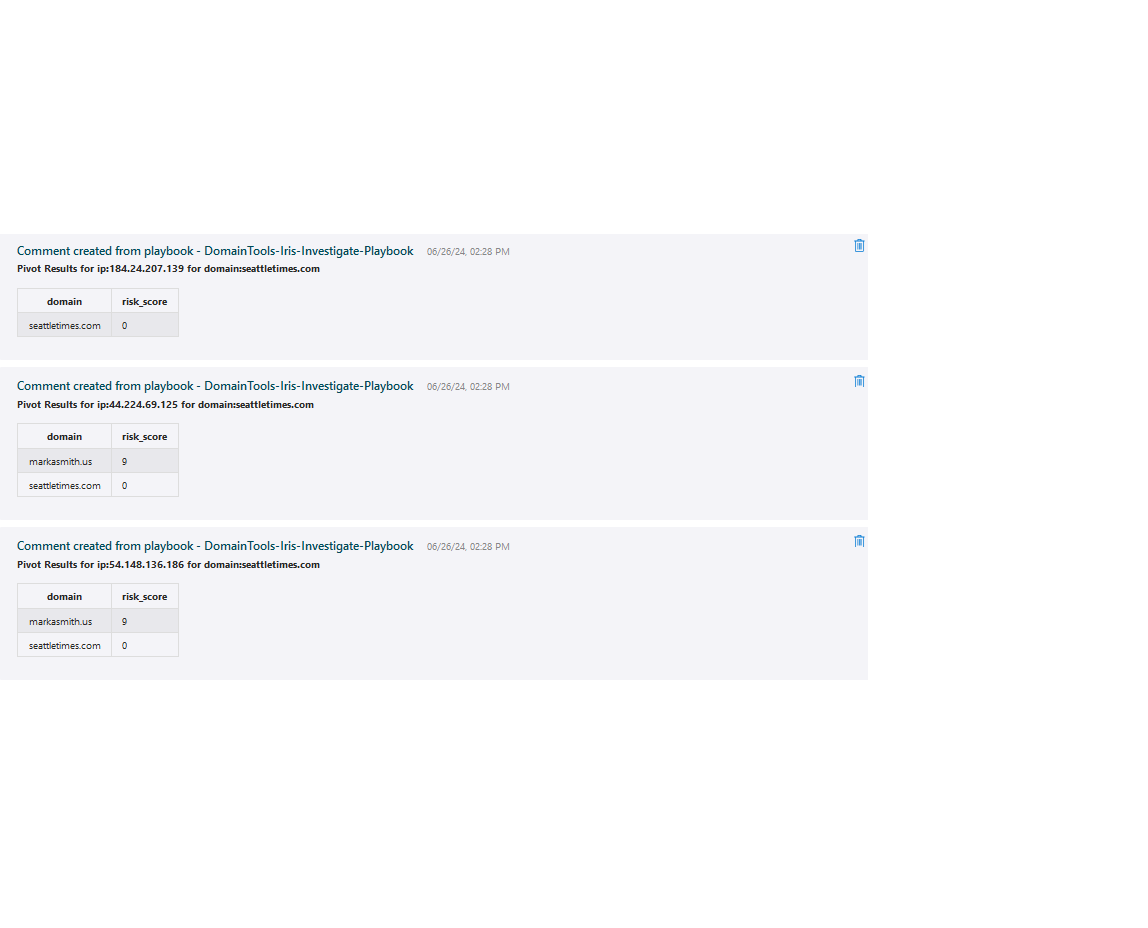 Comment created from playbook - DomainTools-Iris-Investigate-Playbook 06/26/24, 02:28 PM
Pivot Results for ip:184.24.207.139 for domain:seattletimes.com
domain risk_score
seattletimes.com 0
Comment created from playbook - DomainTools-Iris-Investigate-Playbook 06/26/24, 02:28 PM
Pivot Results for ip:44.224.69.125 for domain:seattletimes.com
domain risk_score
markasmith.us 9
seattletimes.com 0
Comment created from playbook - DomainTools-Iris-Investigate-Playbook 06/26/24, 02:28 PM
Pivot Results for ip:54.148.136.186 for domain:seattletimes.com
domain risk_score
markasmith.us 9
seattletimes.com 0